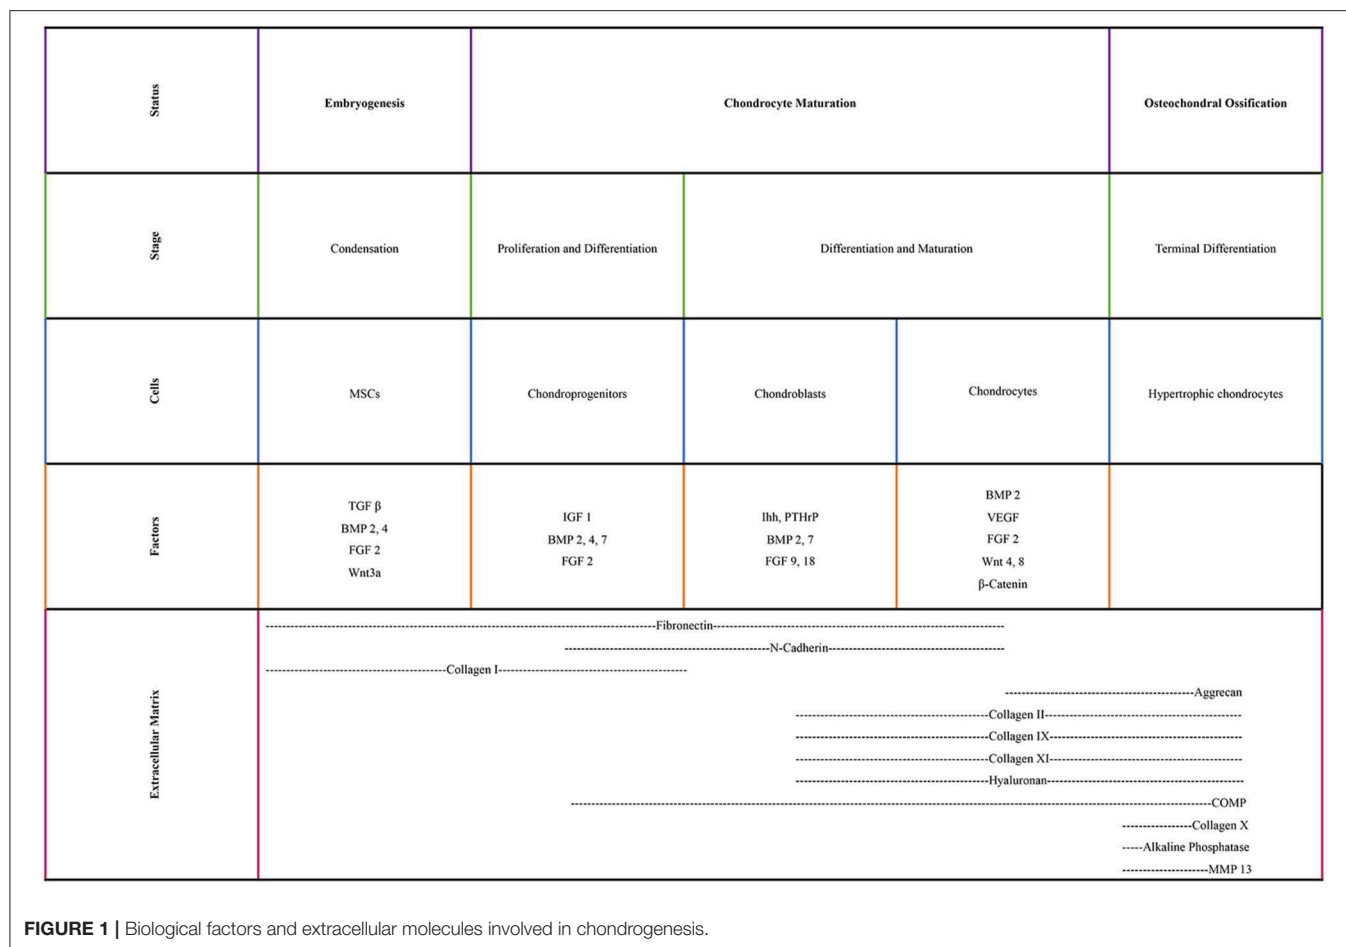 Status
Embryogenesis
Chondrocyte Maturation
Osteochondral Ossification
Stage
Condensation
Proliferation and Differentiation
Differentiation and Maturation
Terminal Differentiation
Cells
MSCs
Chondroprogenitors
Chondroblasts
Chondrocytes
Hypertrophic chondrocytes
Factors
TGF β
BMP 2, 4
FGF 2
Wnt3a
IGF 1
BMP 2, 4, 7
FGF 2
Ihh, PTHrP
BMP 2, 7
FGF 9, 18
BMP 2
VEGF
FGF 2
Wnt 4, 8
β-Catenin
Extracellular Matrix
Fibronectin
N-Cadherin
Collagen I
Aggrecan
Collagen II
Collagen IX
Collagen XI
Hyaluronan
COMP
Collagen X
Alkaline Phosphatase
MMP 13
FIGURE 1 | Biological factors and extracellular molecules involved in chondrogenesis.